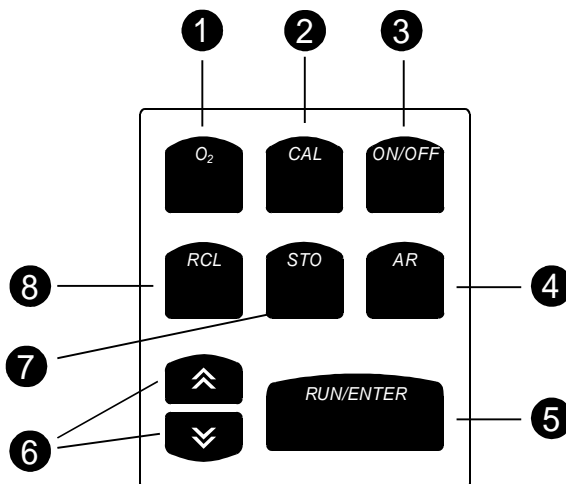 1 2 3
O₂ CAL ON/OFF
RCL STO AR
8 4
7
RUN/ENTER
6 5